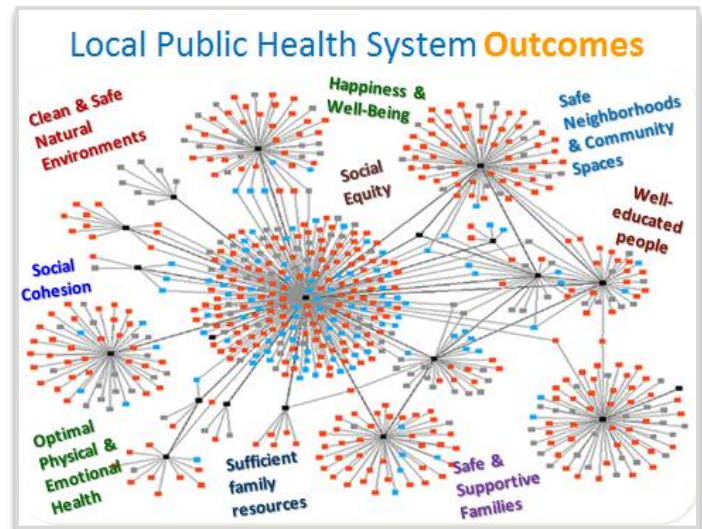 Local Public Health System Outcomes
Clean & Safe
Natural
Environments
Happiness &
Well-Being
Safe
Neighborhoods
& Community
Spaces
Social
Equity
Well-
educated
people
Social
Cohesion
Optimal
Physical &
Emotional
Health
Sufficient
family
resources
Safe &
Supportive
Families